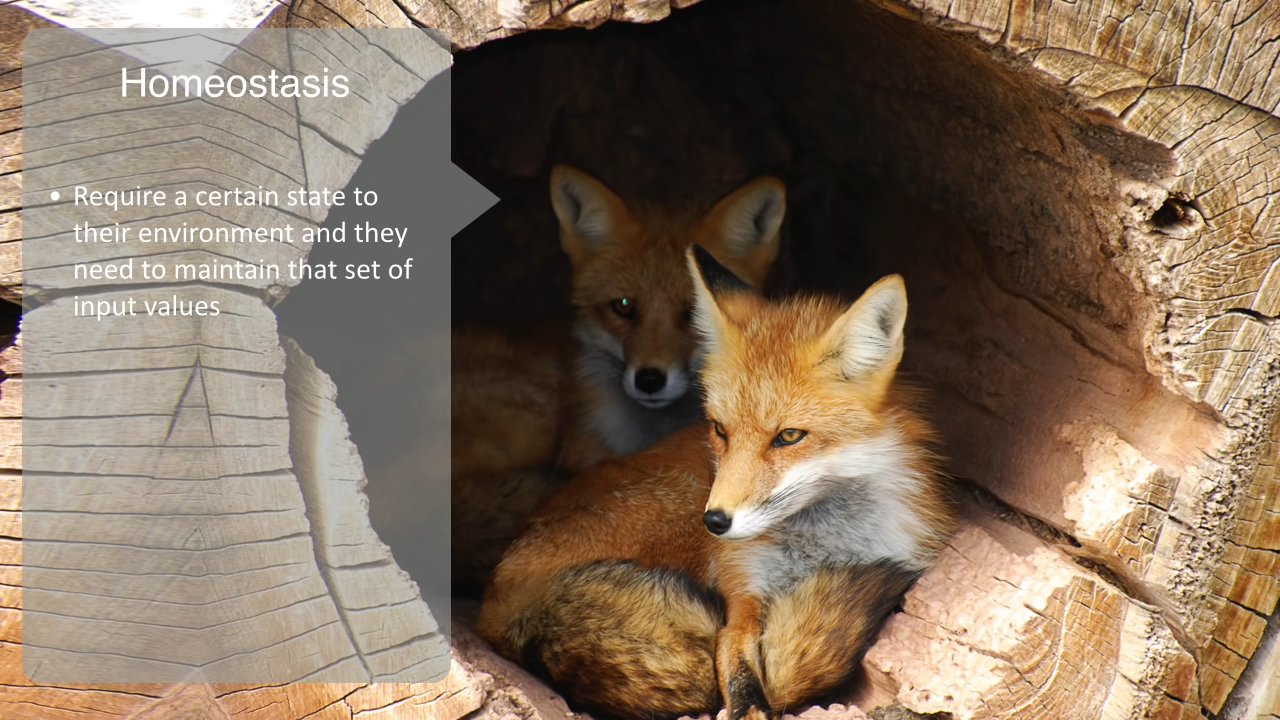 Homeostasis
• Require a certain state to
their environment and they
need to maintain that set of
input values